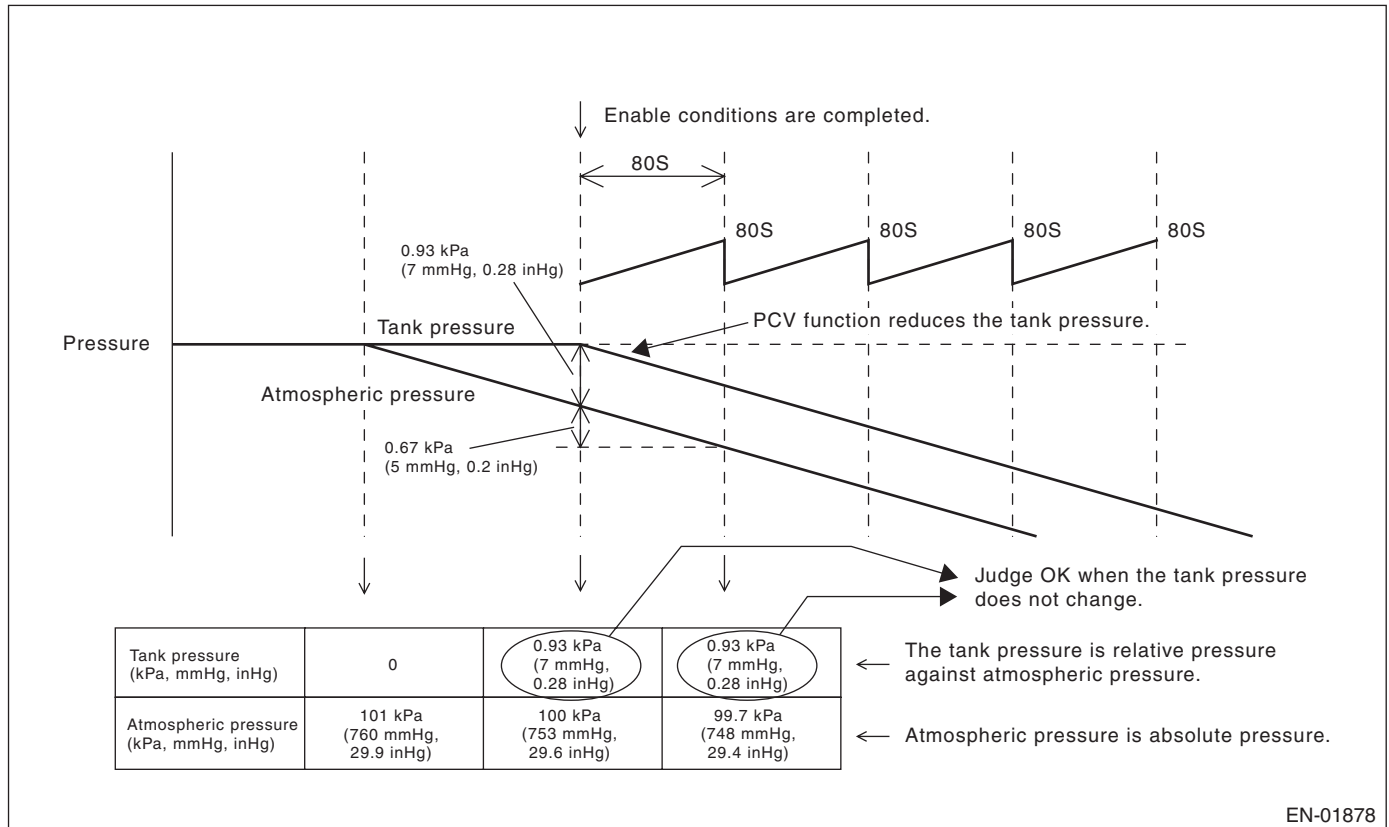 Enable conditions are completed.
80S
0.93 kPa
(7 mmHg, 0.28 inHg)
80S
80S
80S
80S
PCV function reduces the tank pressure.
Tank pressure
Pressure
Atmospheric pressure
0.67 kPa
(5 mmHg, 0.2 inHg)
Judge OK when the tank pressure
does not change.
Tank pressure
(kPa, mmHg, inHg)
0
0.93 kPa
(7 mmHg,
0.28 inHg)
0.93 kPa
(7 mmHg,
0.28 inHg)
The tank pressure is relative pressure
against atmospheric pressure.
Atmospheric pressure
(kPa, mmHg, inHg)
101 kPa
(760 mmHg,
29.9 inHg)
100 kPa
(753 mmHg,
29.6 inHg)
99.7 kPa
(748 mmHg,
29.4 inHg)
Atmospheric pressure is absolute pressure.
EN-01878